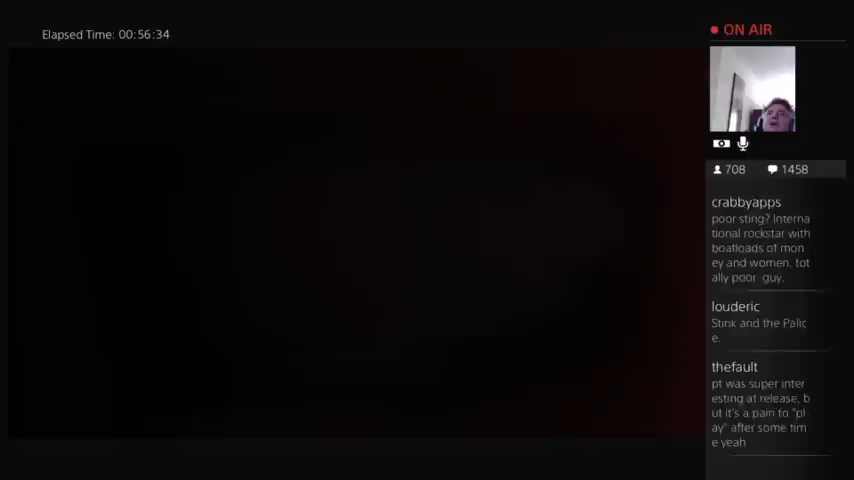 Elapsed Time: 00:56:34
ON AIR
708 1458
crabbyapps
poor sting? Interna
tional rockstar with
boatloads of mon
ey and women. tot
ally poor guy.
louderic
Stink and the Palic
e.
thefault
pt was super inter
esting at release, b
ut it's a pain to "pl
ay" after some tim
e yeah